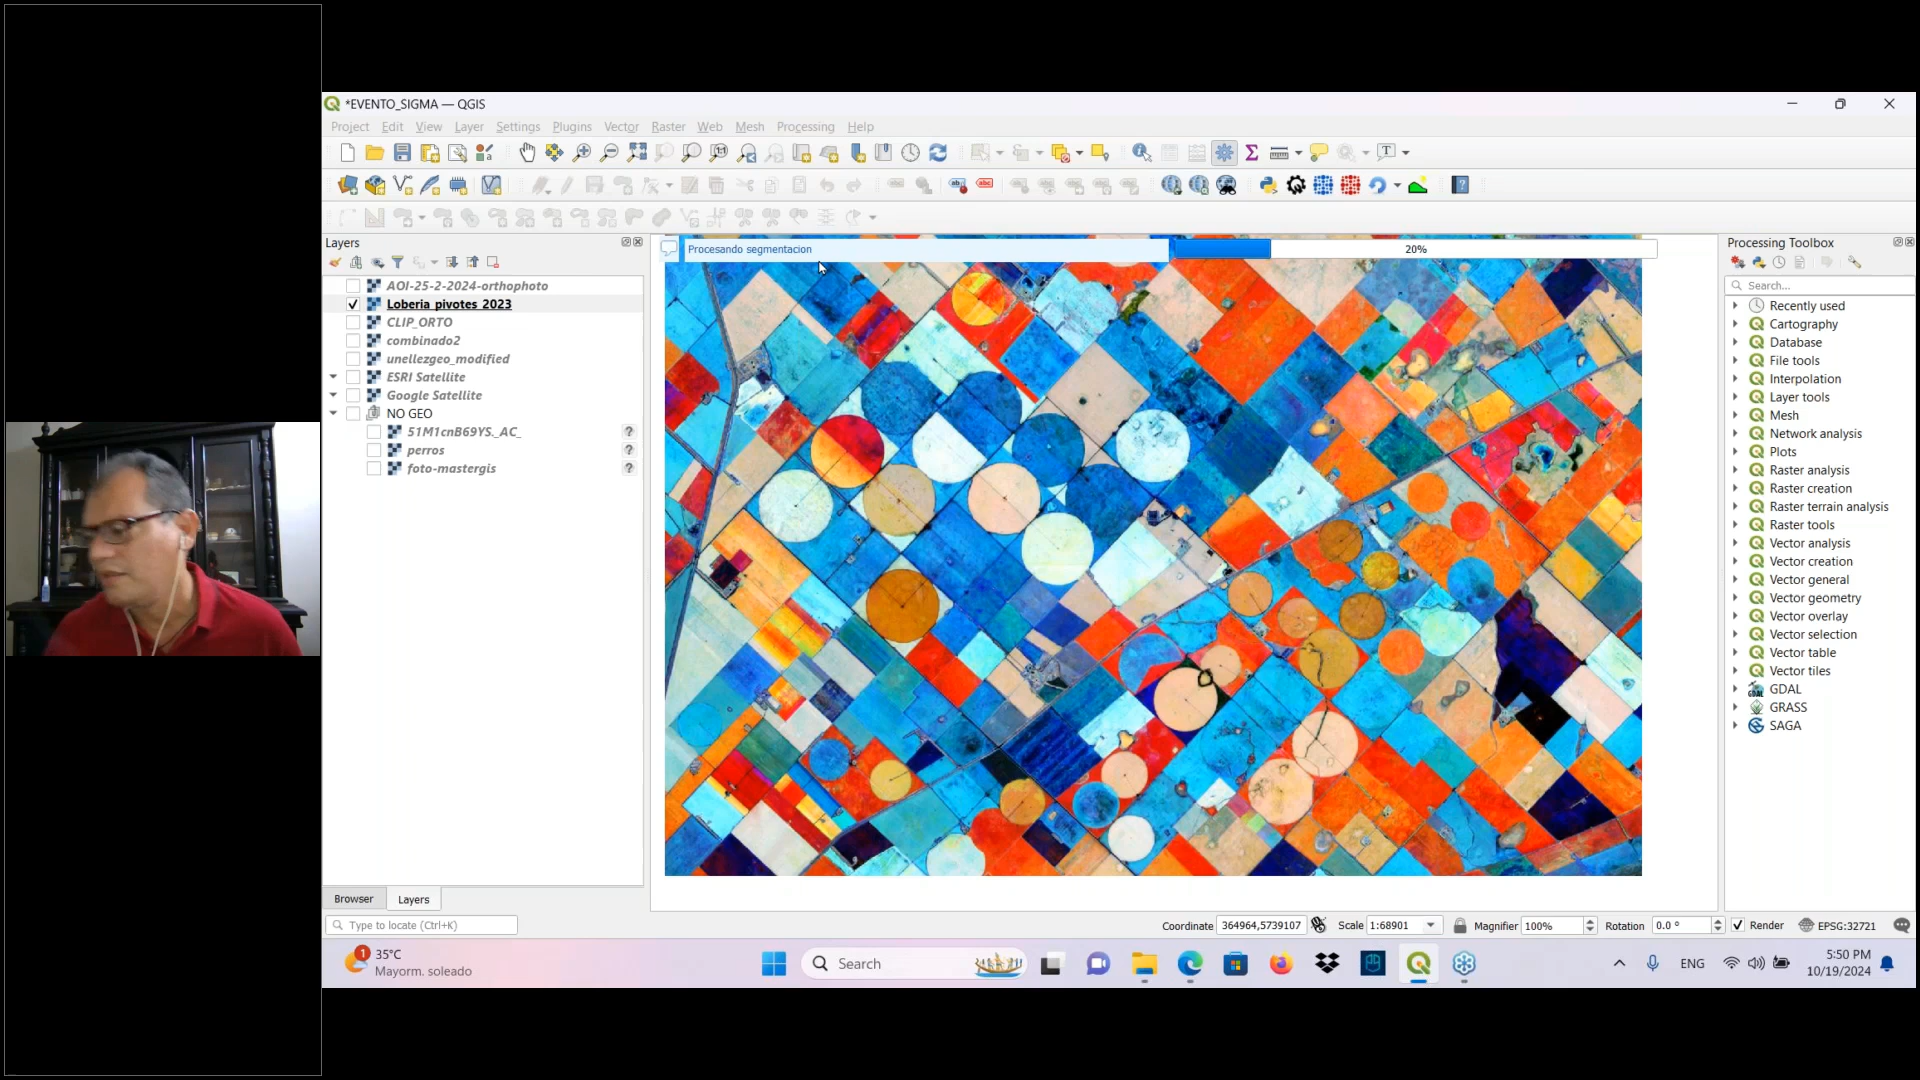 *EVENTO_SIGMA — QGIS
Project Edit View Layer Settings Plugins Vector Raster Web Mesh Processing Help
Layers
Procesando segmentacion
20%
Processing Toolbox
AOI-25-2-2024-orthophoto
Loberia_pivotes_2023
CLIP_ORTO
combinado2
unellezgeo_modified
ESRI Satellite
Google Satellite
NO GEO
51M1cnB69YS._AC_ ?
perros ?
foto-mastergis ?
Search...
Recently used
Cartography
Database
File tools
Interpolation
Layer tools
Mesh
Network analysis
Plots
Raster analysis
Raster creation
Raster terrain analysis
Raster tools
Vector analysis
Vector creation
Vector general
Vector geometry
Vector overlay
Vector selection
Vector table
Vector tiles
GDAL
GRASS
SAGA
Browser Layers
Type to locate (Ctrl+K)
Coordinate 364964,5739107 Scale 1:68901 Magnifier 100% Rotation 0.0 ° Render EPSG:32721
1
35°C
Mayorm. soleado
Search
ENG
5:50 PM
10/19/2024